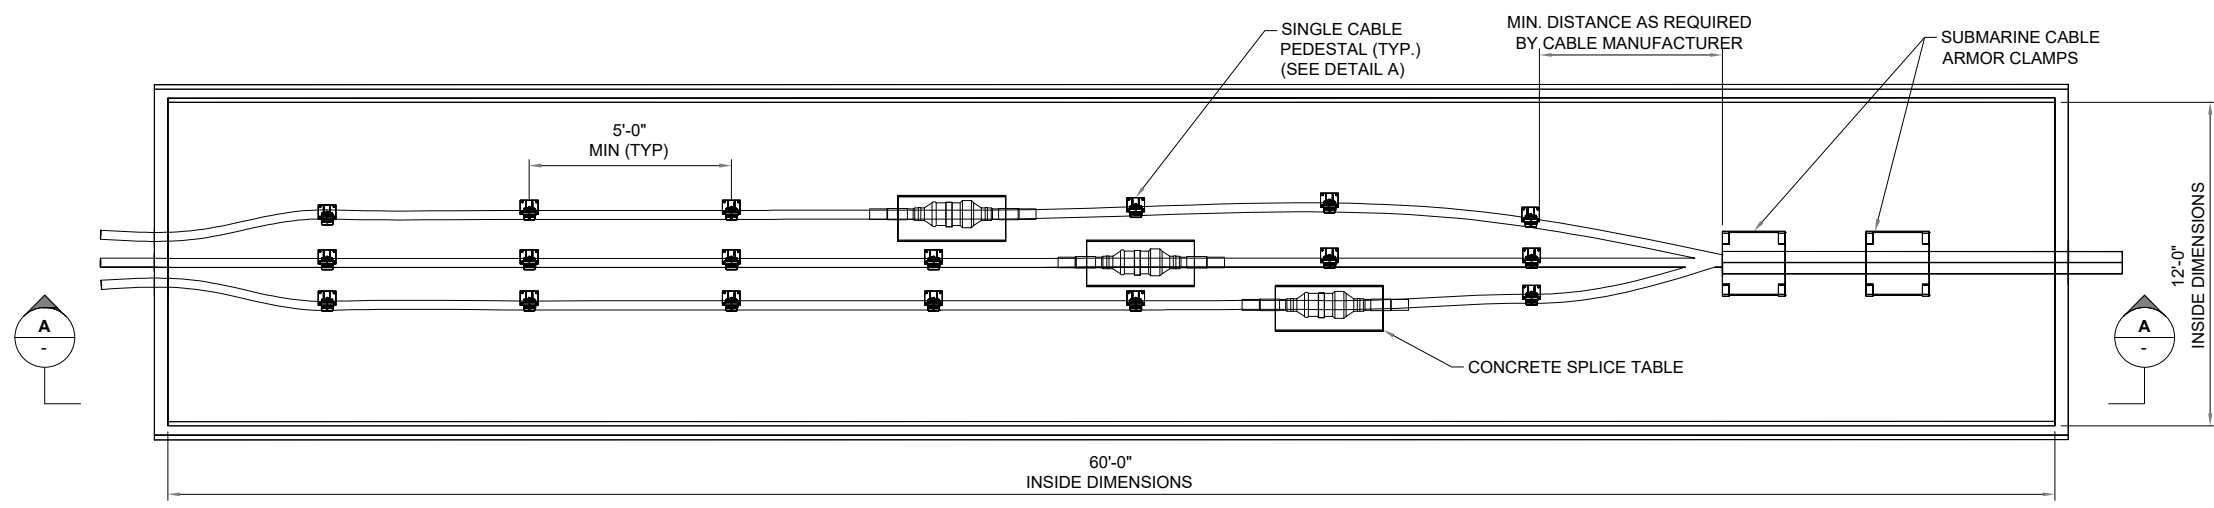 SINGLE CABLE
PEDESTAL (TYP.)
(SEE DETAIL A)
MIN. DISTANCE AS REQUIRED
BY CABLE MANUFACTURER
SUBMARINE CABLE
ARMOR CLAMPS
5'-0"
MIN (TYP)
12'-0"
INSIDE DIMENSIONS
A
-
A
-
CONCRETE SPLICE TABLE
60'-0"
INSIDE DIMENSIONS